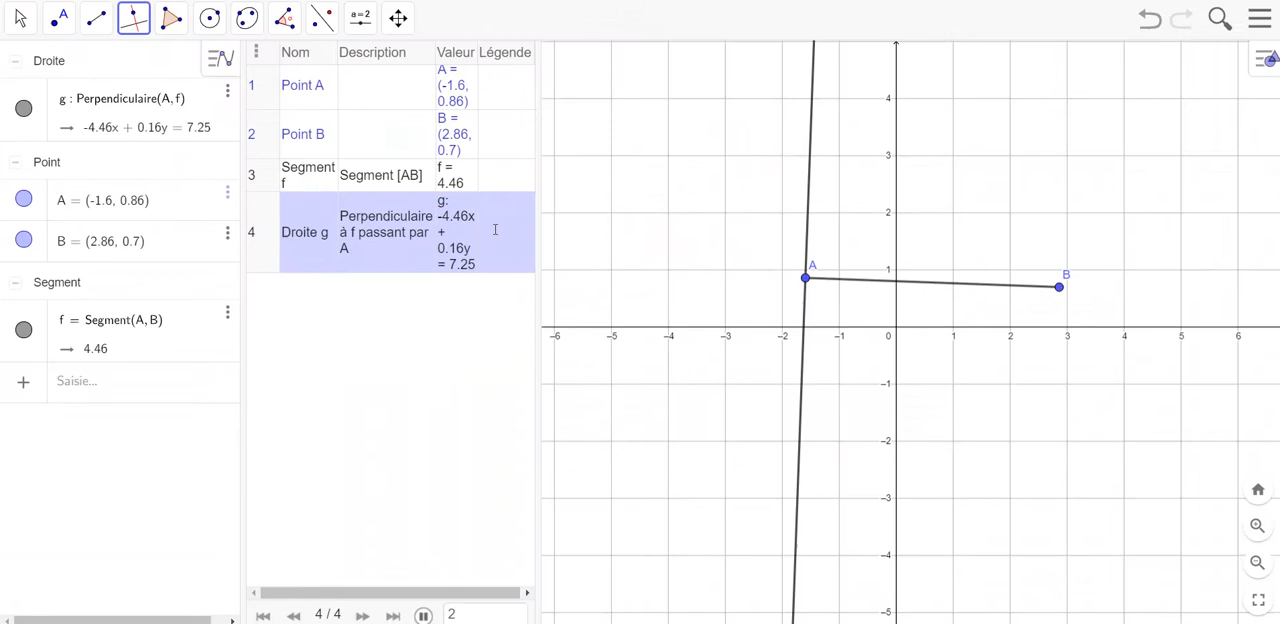 A
a=2
Droite
g : Perpendiculaire(A, f)
→ -4.46x + 0.16y = 7.25
Point
A = (-1.6, 0.86)
B = (2.86, 0.7)
Segment
f = Segment(A, B)
→ 4.46
+ Saisie...
Nom Description Valeur Légende
1 Point A A = (-1.6, 0.86)
2 Point B B = (2.86, 0.7)
3 Segment f Segment [AB] f = 4.46
4 Droite g Perpendiculaire à f passant par A g: -4.46x + 0.16y = 7.25
4 / 4
2
4
3
2
1
A
B
−6 −5 −4 −3 −2 −1 0 1 2 3 4 5 6
−1
−2
−3
−4
−5